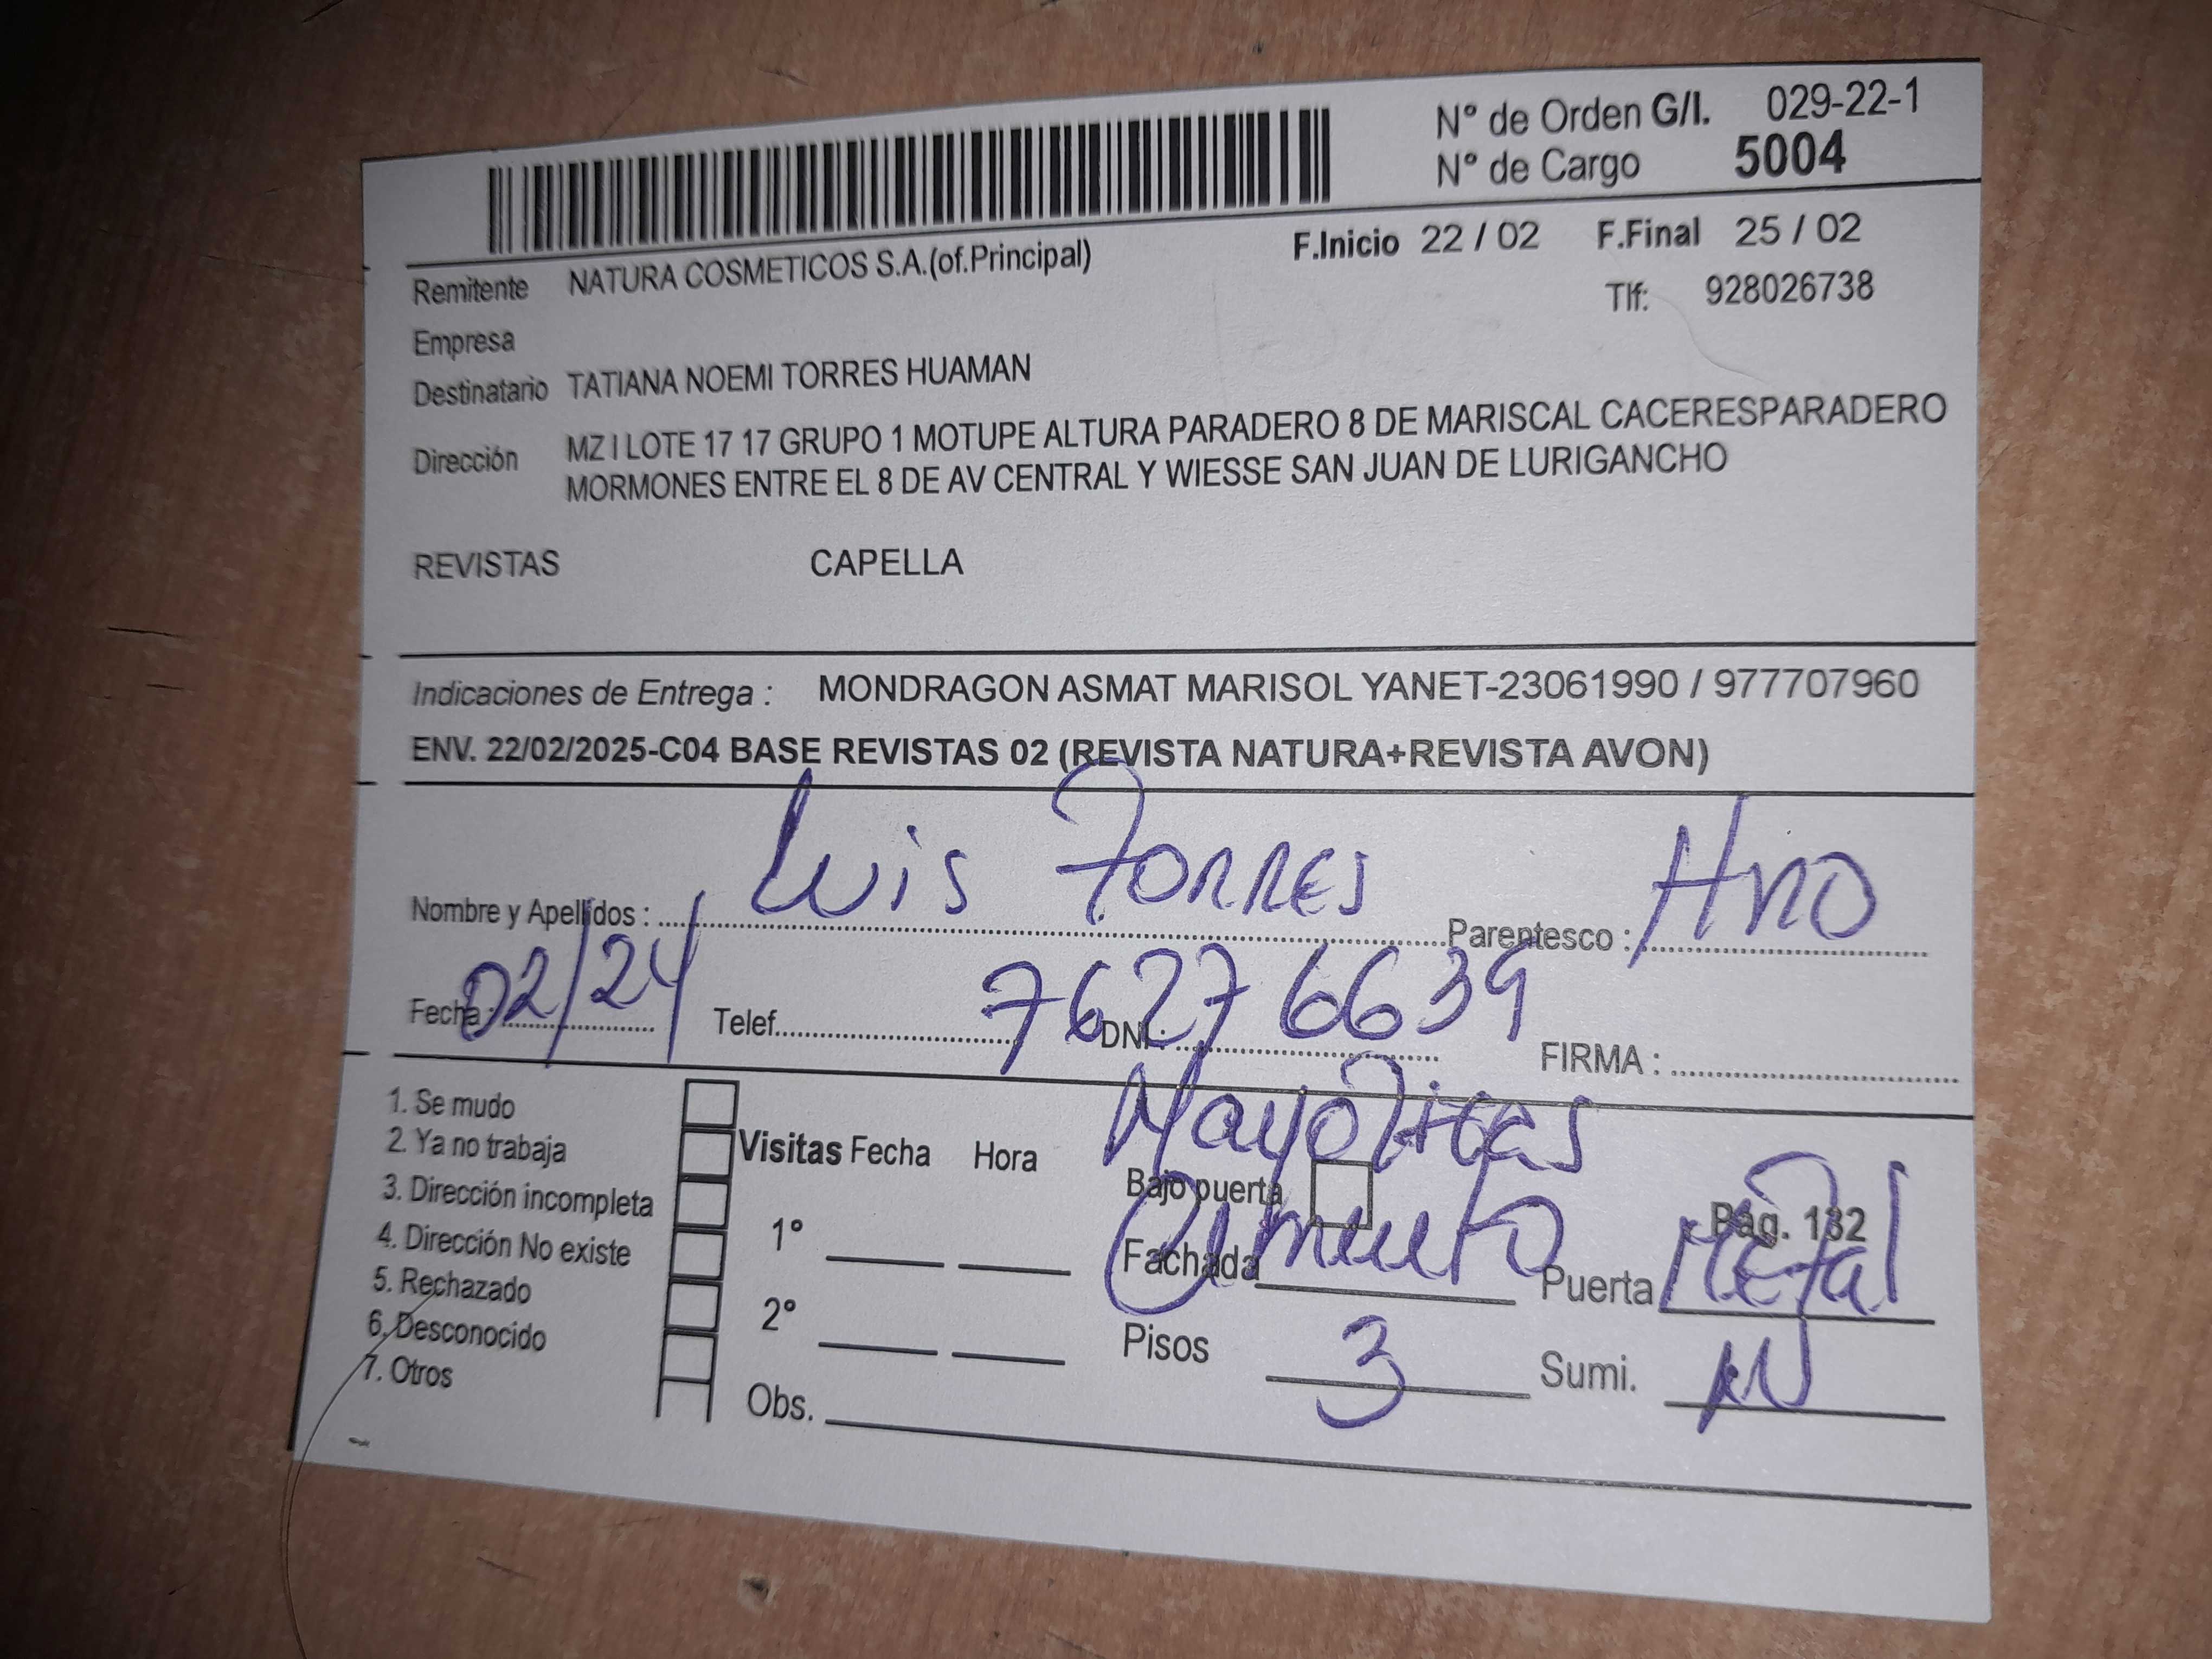 N° de Orden G/I. 029-22-1
N° de Cargo 5004
F.Inicio 22 / 02 F.Final 25 / 02
Remitente NATURA COSMETICOS S.A.(of.Principal)
Tlf: 928026738
Empresa
Destinatario TATIANA NOEMI TORRES HUAMAN
Dirección MZ I LOTE 17 17 GRUPO 1 MOTUPE ALTURA PARADERO 8 DE MARISCAL CACERESPARADERO
MORMONES ENTRE EL 8 DE AV CENTRAL Y WIESSE SAN JUAN DE LURIGANCHO
REVISTAS CAPELLA
Indicaciones de Entrega : MONDRAGON ASMAT MARISOL YANET-23061990 / 977707960
ENV. 22/02/2025-C04 BASE REVISTAS 02 (REVISTA NATURA+REVISTA AVON)
Nombre y Apellidos : Luis TORRES Parentesco : Hno
Fecha : 02/24/ Telef. DNI : 76276639 FIRMA :
Mayolicas
1. Se mudo
2. Ya no trabaja
3. Dirección incompleta
4. Dirección No existe
5. Rechazado
6. Desconocido
7. Otros
Visitas Fecha Hora
1°
2°
Obs.
Bajo puerta Pág. 132
Fachada Cemento Puerta Metal
Pisos 3 Sumi.